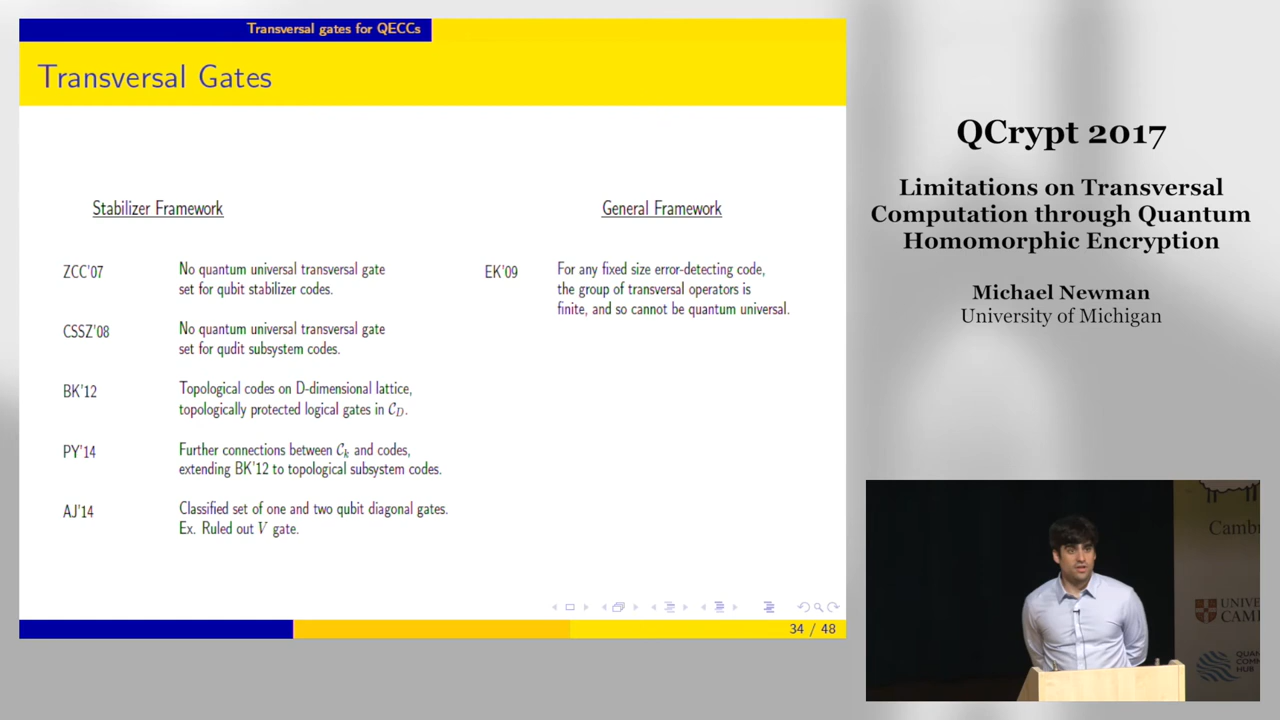 Transversal gates for QECCs
Transversal Gates
Stabilizer Framework
ZCC'07 No quantum universal transversal gate
set for qubit stabilizer codes.
CSSZ'08 No quantum universal transversal gate
set for qudit subsystem codes.
BK'12 Topological codes on D-dimensional lattice,
topologically protected logical gates in 𝒞_D.
PY'14 Further connections between 𝒞_k and codes,
extending BK'12 to topological subsystem codes.
AJ'14 Classified set of one and two qubit diagonal gates.
Ex. Ruled out V gate.
General Framework
EK'09 For any fixed size error-detecting code,
the group of transversal operators is
finite, and so cannot be quantum universal.
34 / 48
QCrypt 2017
Limitations on Transversal
Computation through Quantum
Homomorphic Encryption
Michael Newman
University of Michigan